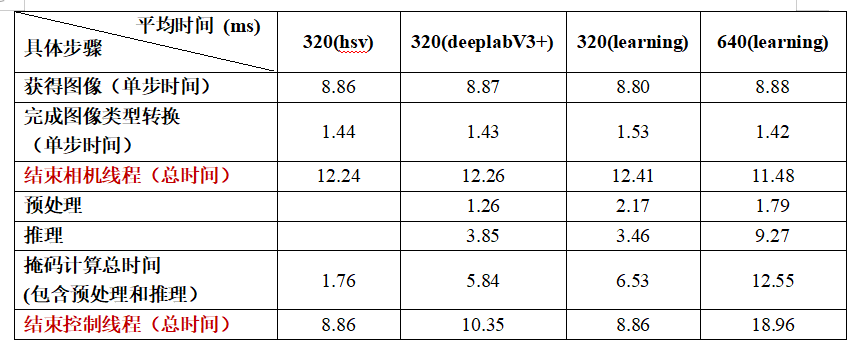 平均时间 (ms)
具体步骤
320(hsv) 320(deeplabV3+) 320(learning) 640(learning)
获得图像（单步时间） 8.86 8.87 8.80 8.88
完成图像类型转换
（单步时间） 1.44 1.43 1.53 1.42
结束相机线程（总时间） 12.24 12.26 12.41 11.48
预处理 1.26 2.17 1.79
推理 3.85 3.46 9.27
掩码计算总时间
(包含预处理和推理） 1.76 5.84 6.53 12.55
结束控制线程（总时间） 8.86 10.35 8.86 18.96